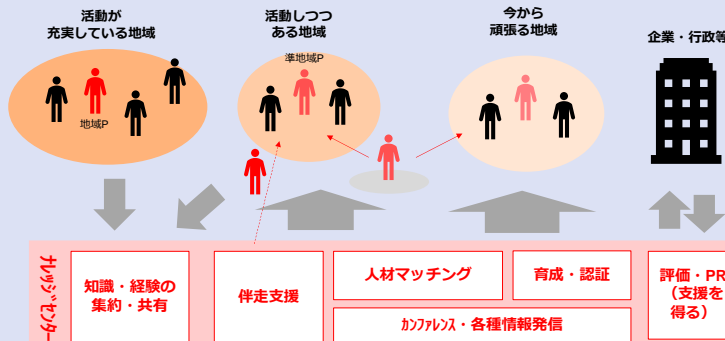 活動が
充実している地域
活動しつつ
ある地域
今から
頑張る地域
企業・行政等
準地域P
地域P
ナレッジセンター
知識・経験の
集約・共有
伴走支援
人材マッチング
育成・認証
カンファレンス・各種情報発信
評価・PR
（支援を
得る）